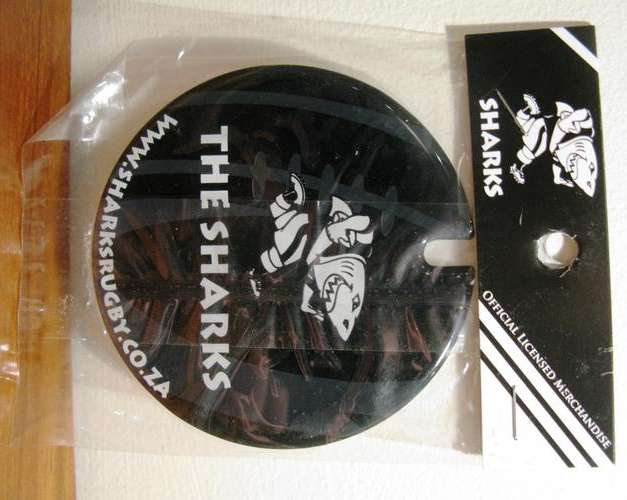 THE SHARKS
WWW.SHARKSRUGBY.CO.ZA
SHARKS
OFFICIAL LICENSED MERCHANDISE